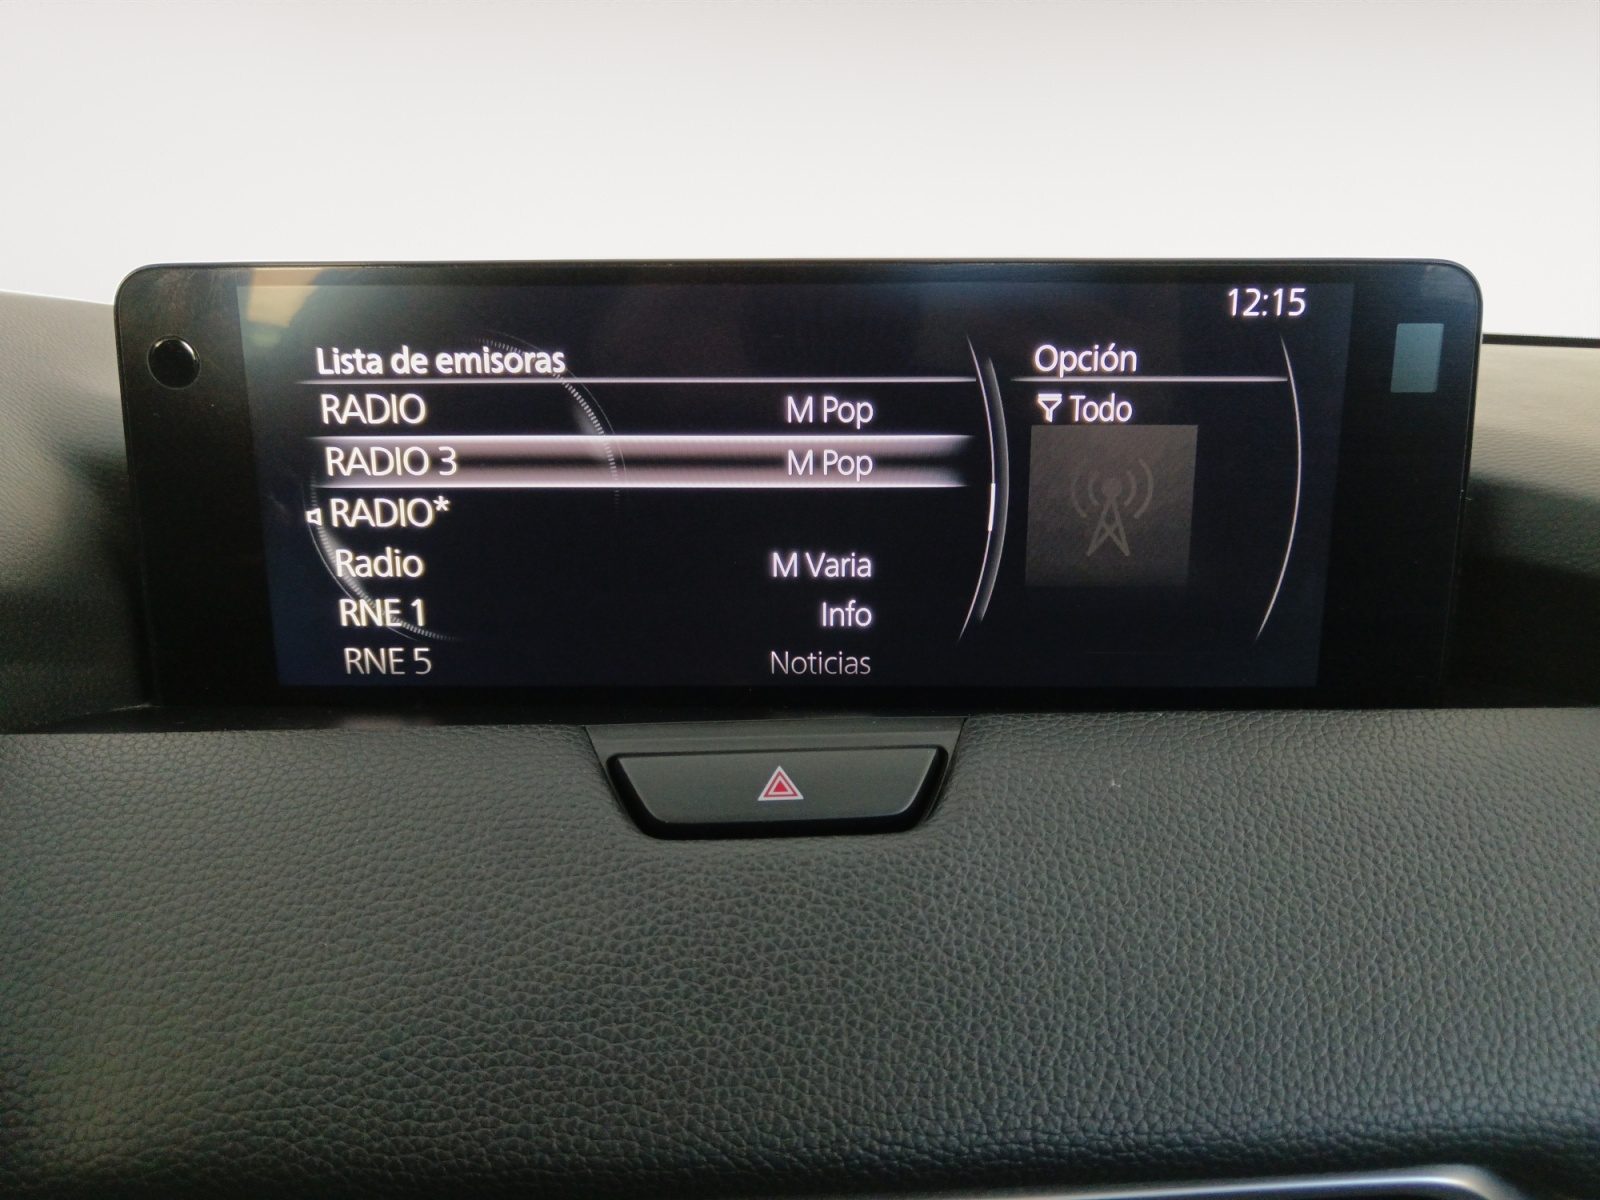 12:15
Lista de emisoras
Opción
RADIO M Pop
Todo
RADIO 3 M Pop
RADIO*
Radio M Varia
RNE 1 Info
RNE 5 Noticias